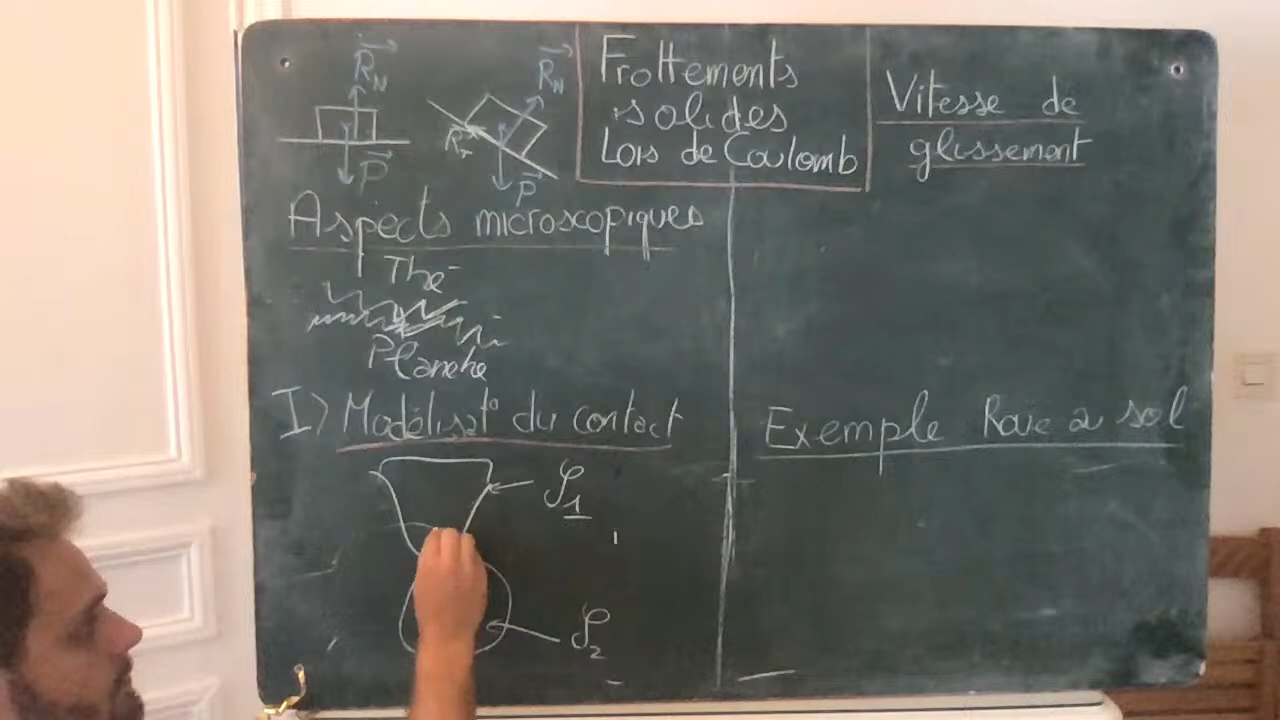 R_N
P
R_N
R_T
P
Frottements
solides
Lois de Coulomb
Vitesse de
glissement
Aspects microscopiques
The
Planche
I) Modélisat° du contact
Exemple Roue a sol
S_1
S_2